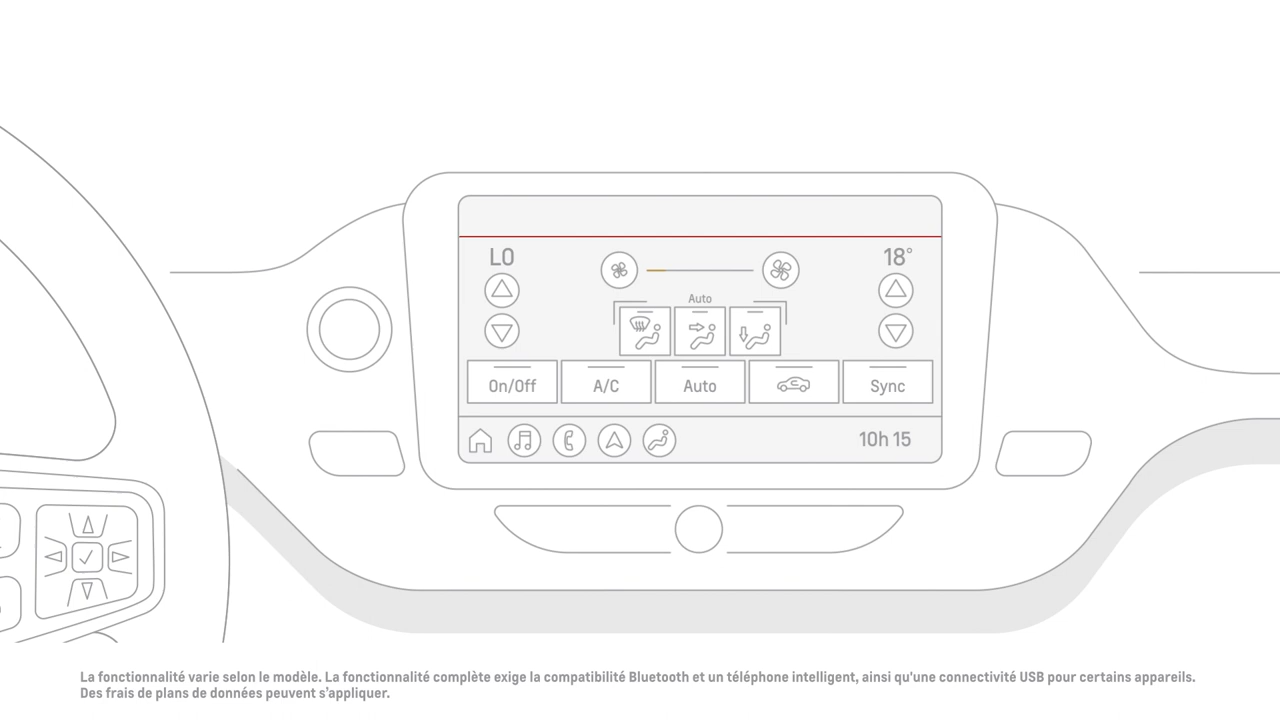 LO
18°
Auto
On/Off
A/C
Auto
Sync
10h 15
La fonctionnalité varie selon le modèle. La fonctionnalité complète exige la compatibilité Bluetooth et un téléphone intelligent, ainsi qu'une connectivité USB pour certains appareils.
Des frais de plans de données peuvent s'appliquer.